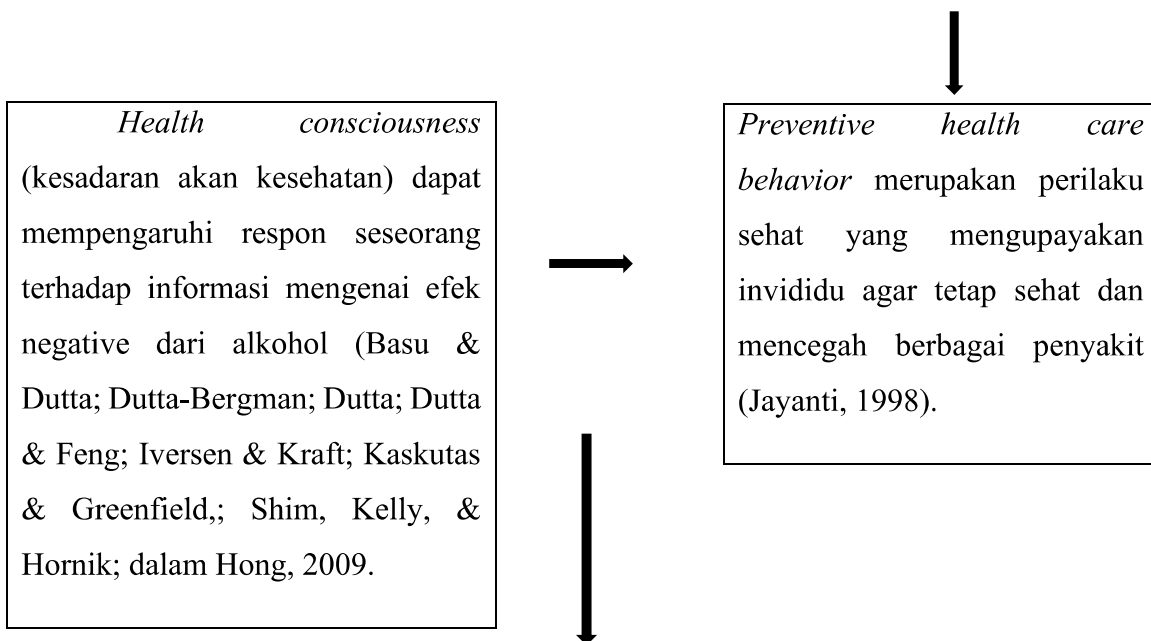 Health consciousness
(kesadaran akan kesehatan) dapat
mempengaruhi respon seseorang
terhadap informasi mengenai efek
negative dari alkohol (Basu &
Dutta; Dutta-Bergman; Dutta; Dutta
& Feng; Iversen & Kraft; Kaskutas
& Greenfield,; Shim, Kelly, &
Hornik; dalam Hong, 2009.
Preventive health care
behavior merupakan perilaku
sehat yang mengupayakan
invididu agar tetap sehat dan
mencegah berbagai penyakit
(Jayanti, 1998).